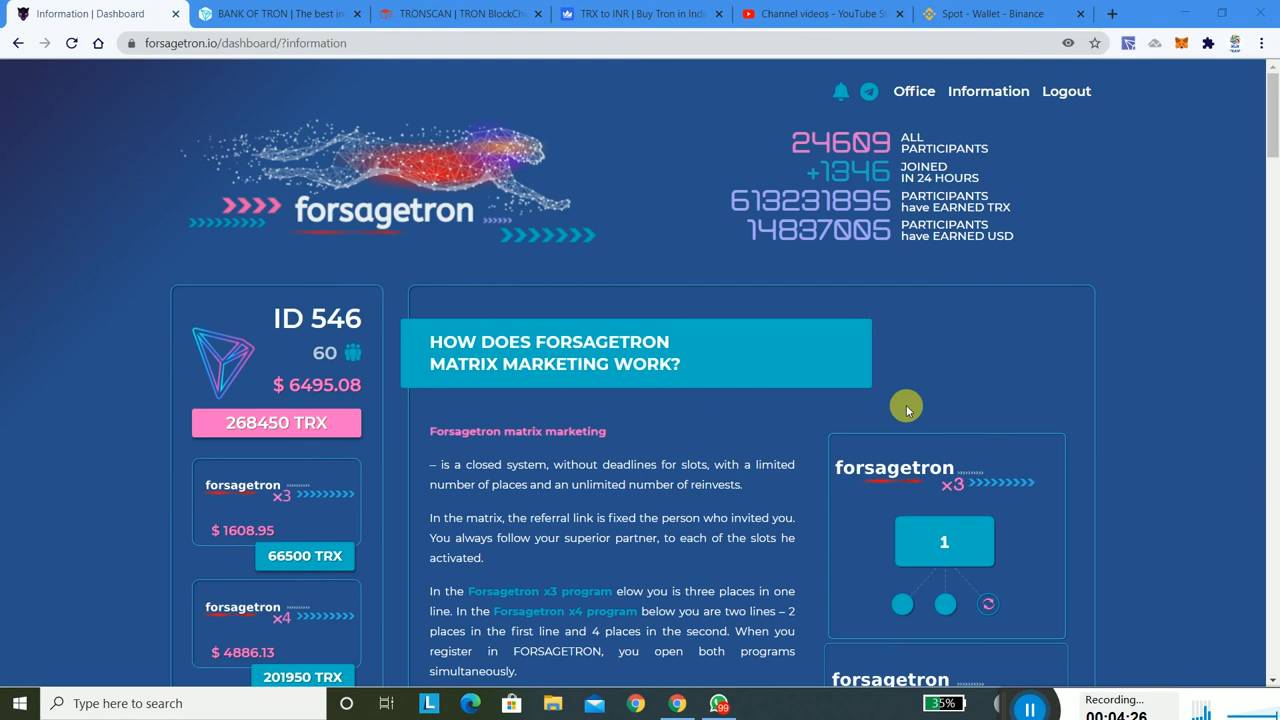 Information | Dashboard
BANK OF TRON | The best in
TRONSCAN | TRON BlockCh
TRX to INR | Buy Tron in Ind
Channel videos - YouTube St
Spot - Wallet - Binance
forsagetron.io/dashboard/?information
Office Information Logout
24609 ALL PARTICIPANTS
+1346 JOINED IN 24 HOURS
613231895 PARTICIPANTS have EARNED TRX
14837005 PARTICIPANTS have EARNED USD
forsagetron
ID 546
60
$ 6495.08
268450 TRX
forsagetron
x3
$ 1608.95
66500 TRX
forsagetron
x4
$ 4886.13
201950 TRX
HOW DOES FORSAGETRON
MATRIX MARKETING WORK?
Forsagetron matrix marketing
– is a closed system, without deadlines for slots, with a limited
number of places and an unlimited number of reinvests.
In the matrix, the referral link is fixed the person who invited you.
You always follow your superior partner, to each of the slots he
activated.
In the Forsagetron x3 program elow you is three places in one
line. In the Forsagetron x4 program below you are two lines – 2
places in the first line and 4 places in the second. When you
register in FORSAGETRON, you open both programs
simultaneously.
forsagetron
x3
1
forsagetron
Type here to search
L
99
35%
Recording...
00:04:26